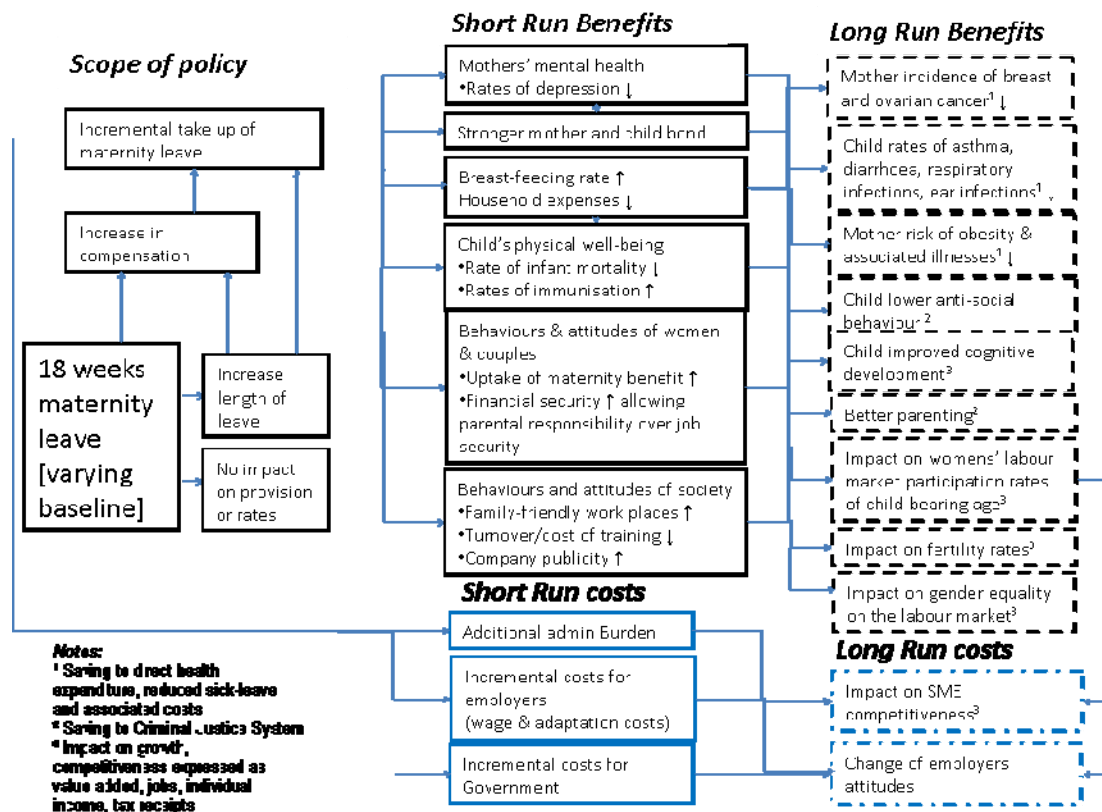 Scope of policy
Incremental take up of
maternity leave
Increase in
compensation
18 weeks
maternity
leave
[varying
baseline]
Increase
length of
leave
No impact
on provision
or rates
Short Run Benefits
Mothers' mental health
•Rates of depression ↓
Stronger mother and child bond
Breast-feecing rate ↑
Household expenses ↓
Child's physical well-being
•Rate of infant mortality ↓
•Rates of immunisation ↑
Behaviours & attitudes of women
& couples
•Uptake of maternity benefit ↑
•Financial security ↑ allowing
parental responsibility over job
security
Behaviours and attitudes of society
•Family-friendly work places ↑
•Turnover/cost of training ↓
•Company publicity ↑
Short Run costs
Additional admin Burden
Incremental costs for
employers
(wage & adaptation costs)
Incremental costs for
Government
Long Run Benefits
Mother incidence of breast
and ovarian cancer¹ ↓
Child rates of asthma,
diarrhoea, respiratory
infections, ear infections¹ ↓
Mother risk of obesity &
associated illnesses¹ ↓
Child lower anti-social
behaviour ²
Child improved cognitive
development³
Better parenting²
Impact on womens' labour
market participation rates
of child bearing age³
Impact on fertility rates³
Impact on gender equality
on the labour market³
Long Run costs
Impact on SME
competitiveness³
Change of employers
attitudes
Notes:
¹ Saving to direct health
expenditure, reduced sick-leave
and associated costs
² Saving to Criminal Justice System
³ Impact on growth,
competitiveness expressed as
value added, jobs, individual
income, tax receipts